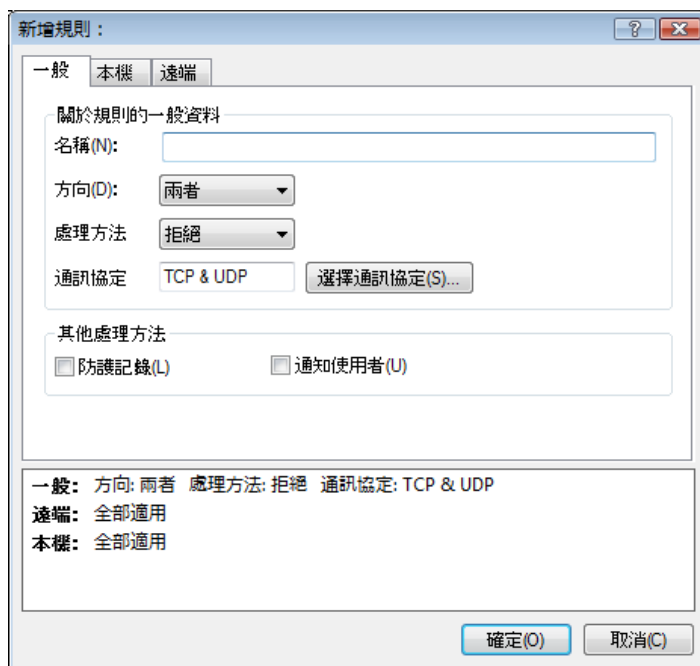 新增規則：
一般 本機 遠端
關於規則的一般資料
名稱(N):
方向(D): 兩者
處理方法 拒絕
通訊協定 TCP & UDP 選擇通訊協定(S)...
其他處理方法
防護記錄(L) 通知使用者(U)
一般： 方向: 兩者 處理方法: 拒絕 通訊協定: TCP & UDP
遠端： 全部適用
本機： 全部適用
確定(O) 取消(C)